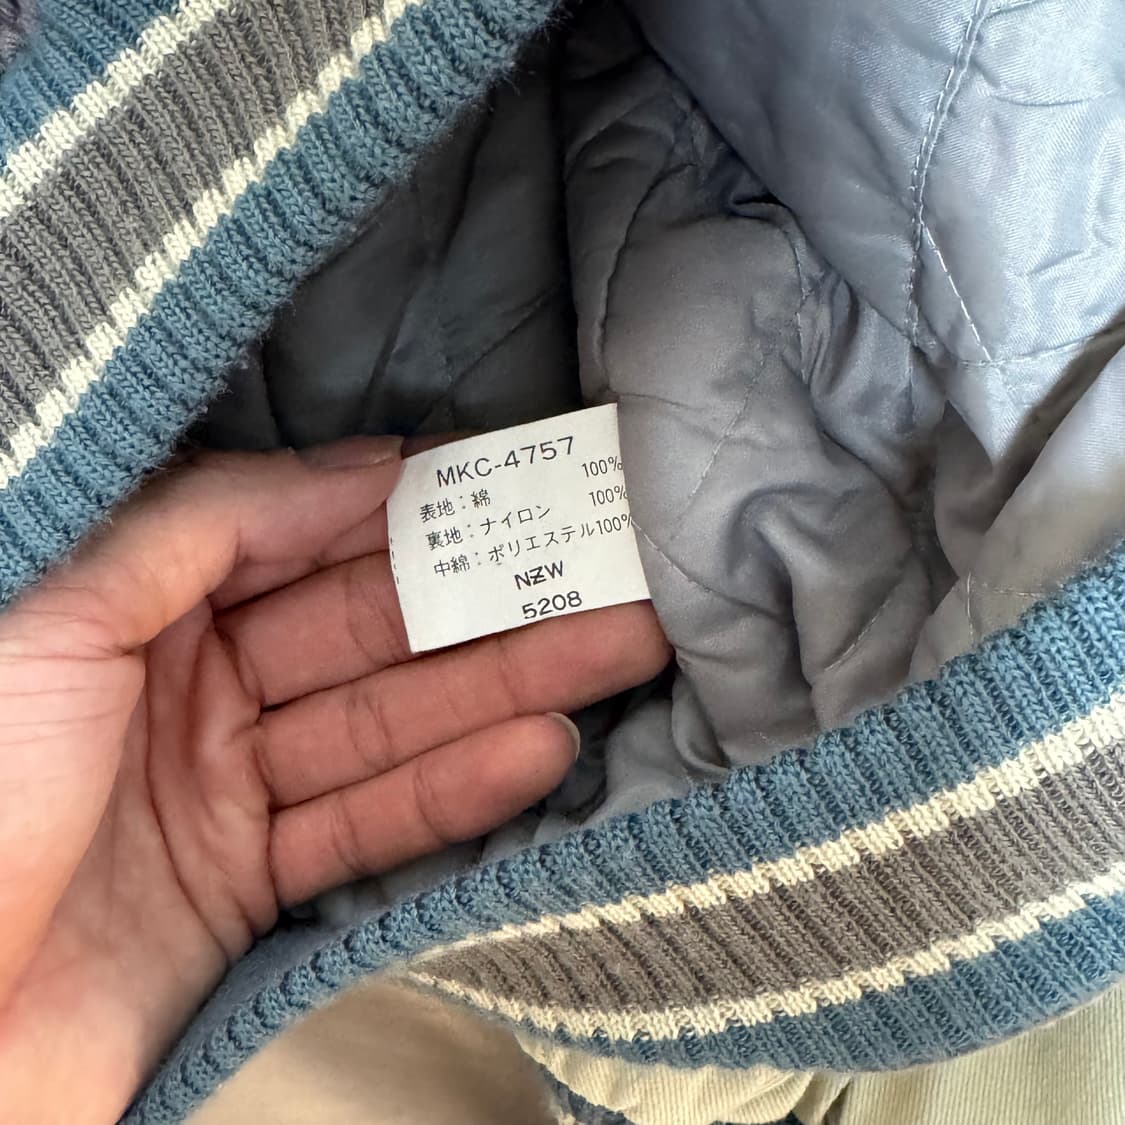 MKC-4757
表地：綿 100%
裏地：ナイロン 100%
中綿：ポリエステル100%
NZW
5208